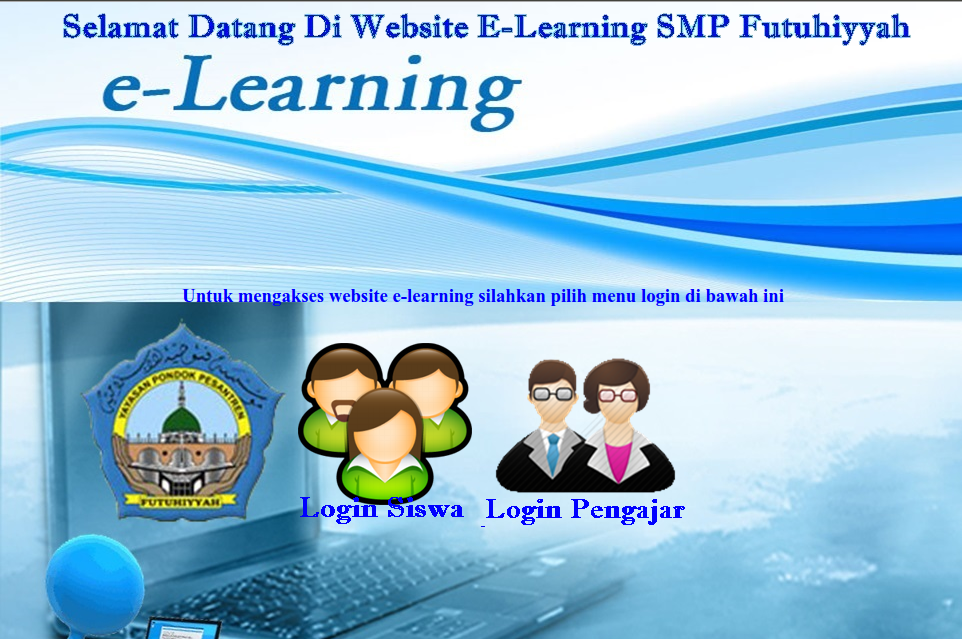 Selamat Datang Di Website E-Learning SMP Futuhiyyah
e-Learning
Untuk mengakses website e-learning silahkan pilih menu login di bawah ini
YAYASAN PONDOK PESANTREN
FUTUHIYYAH
Login Siswa
Login Pengajar